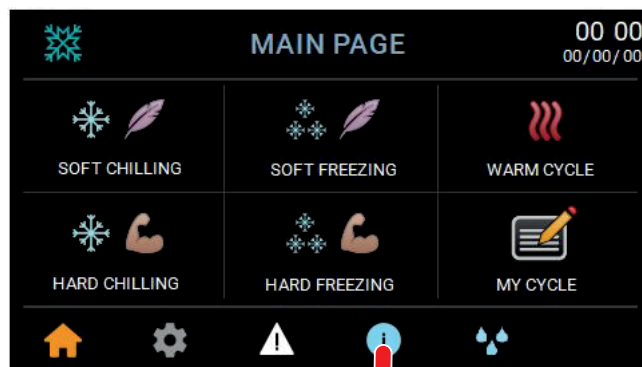 MAIN PAGE
00 00
00/00/00
SOFT CHILLING
SOFT FREEZING
WARM CYCLE
HARD CHILLING
HARD FREEZING
MY CYCLE